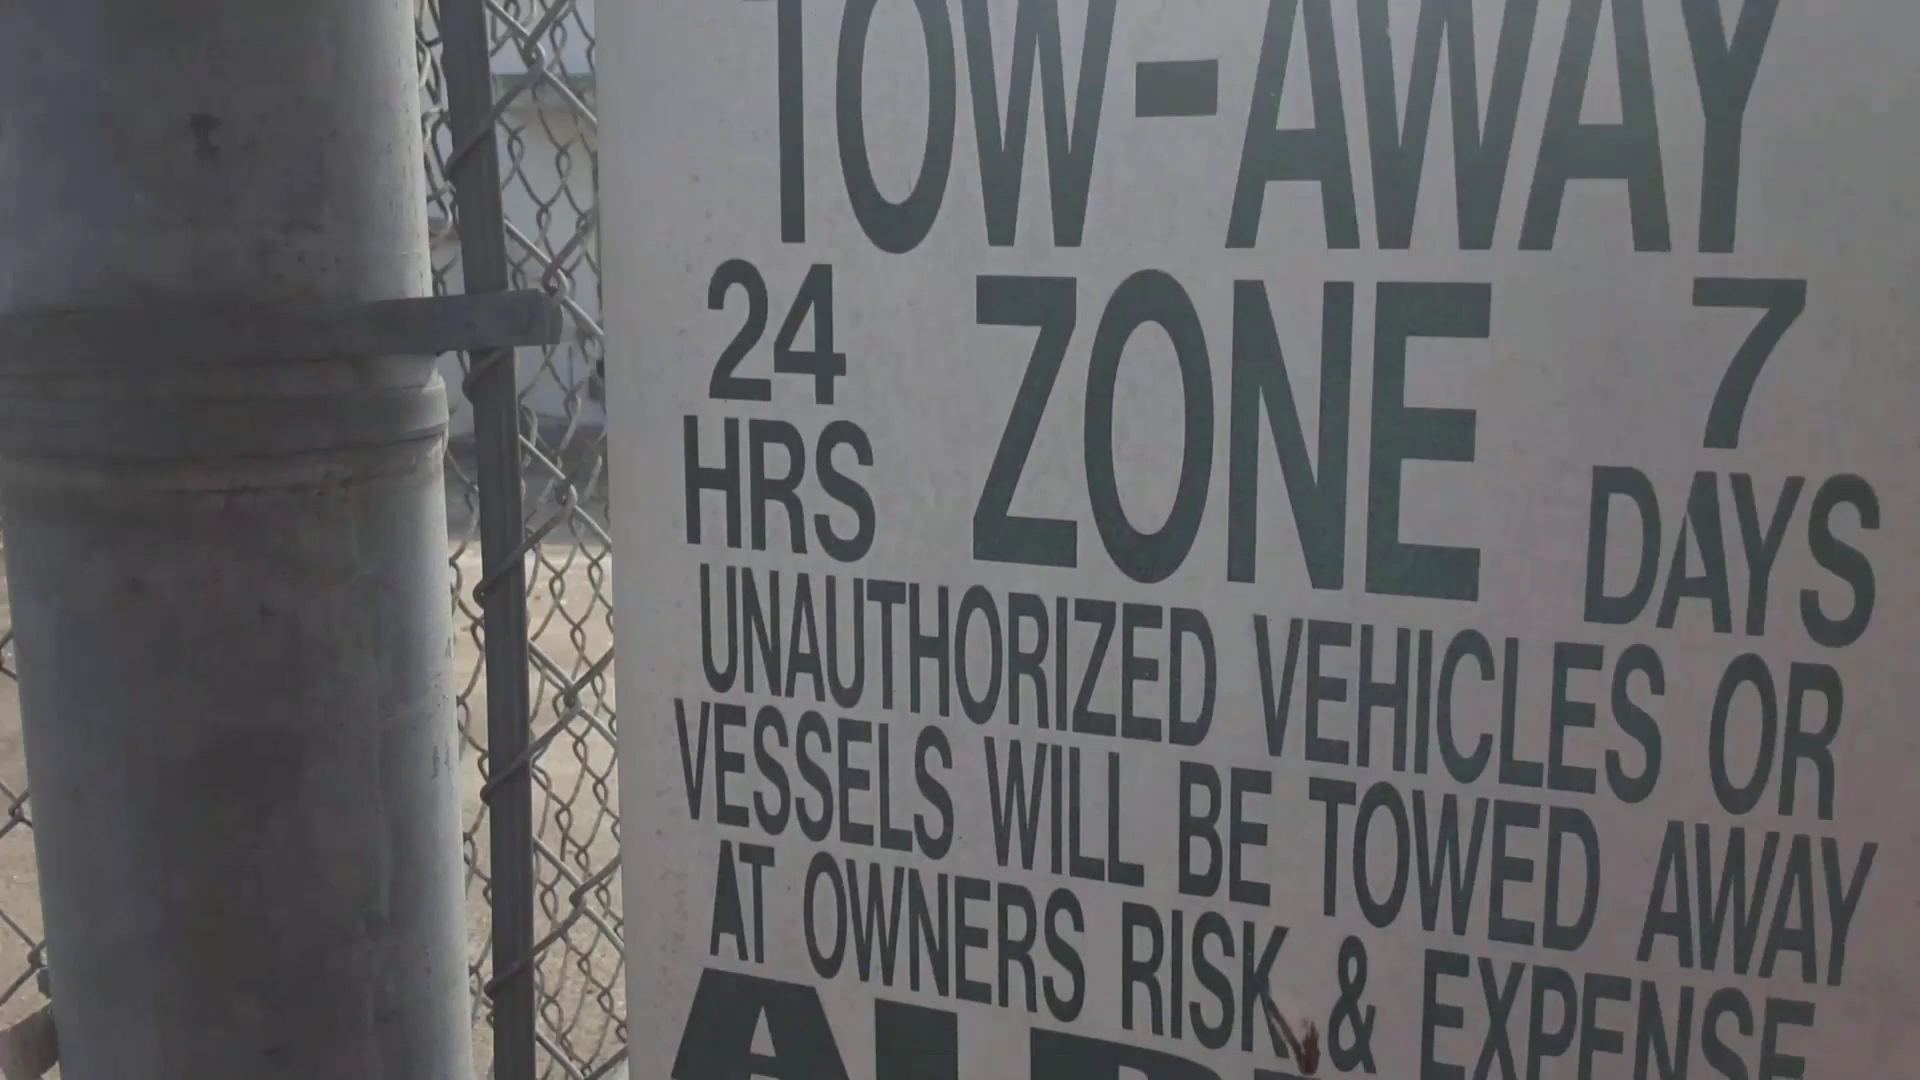 TOW-AWAY
24 ZONE 7
HRS DAYS
UNAUTHORIZED VEHICLES OR
VESSELS WILL BE TOWED AWAY
AT OWNERS RISK & EXPENSE